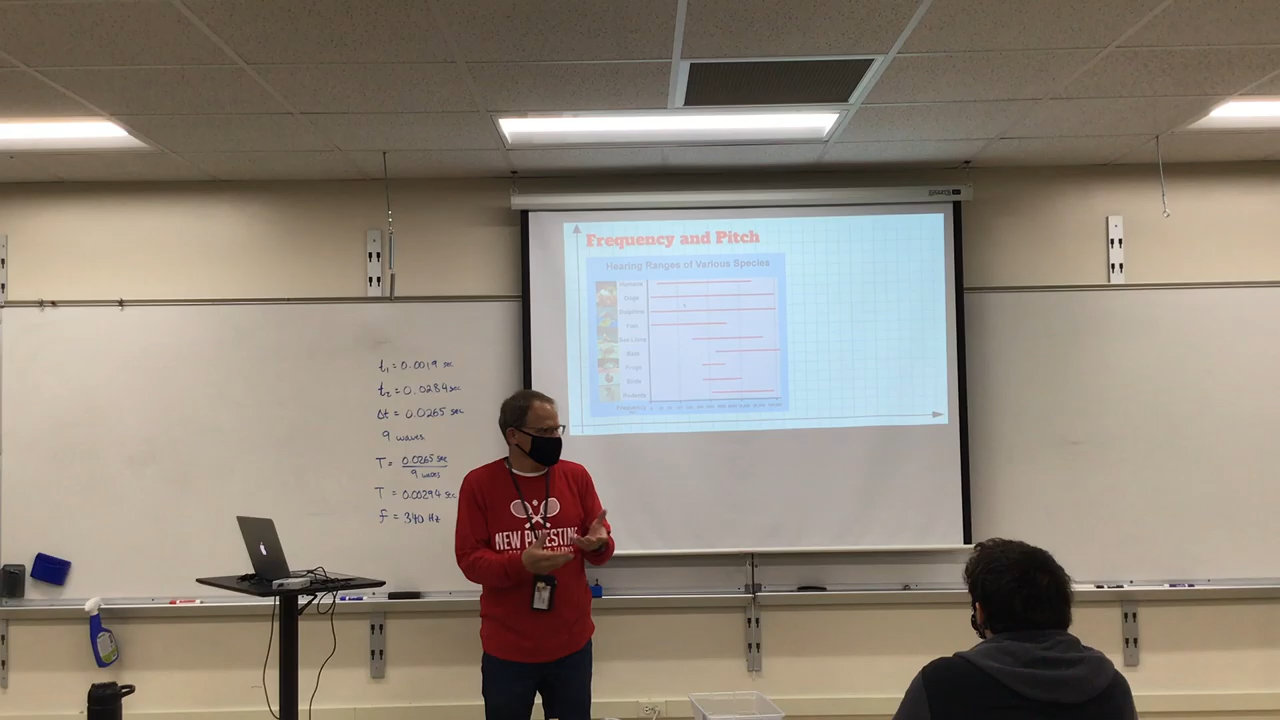 Frequency and Pitch
Hearing Ranges of Various Species
Humans
Dogs
Dolphins
Fish
Sea Lions
Bats
Frogs
Birds
Rodents
Frequency
t₁ = 0.0019 sec
t₂ = 0.0284 sec
Δt = 0.0265 sec
9 waves
T = 0.0265 sec
9 waves
T = 0.00294 sec
f = 340 Hz
NEW PALESTINE